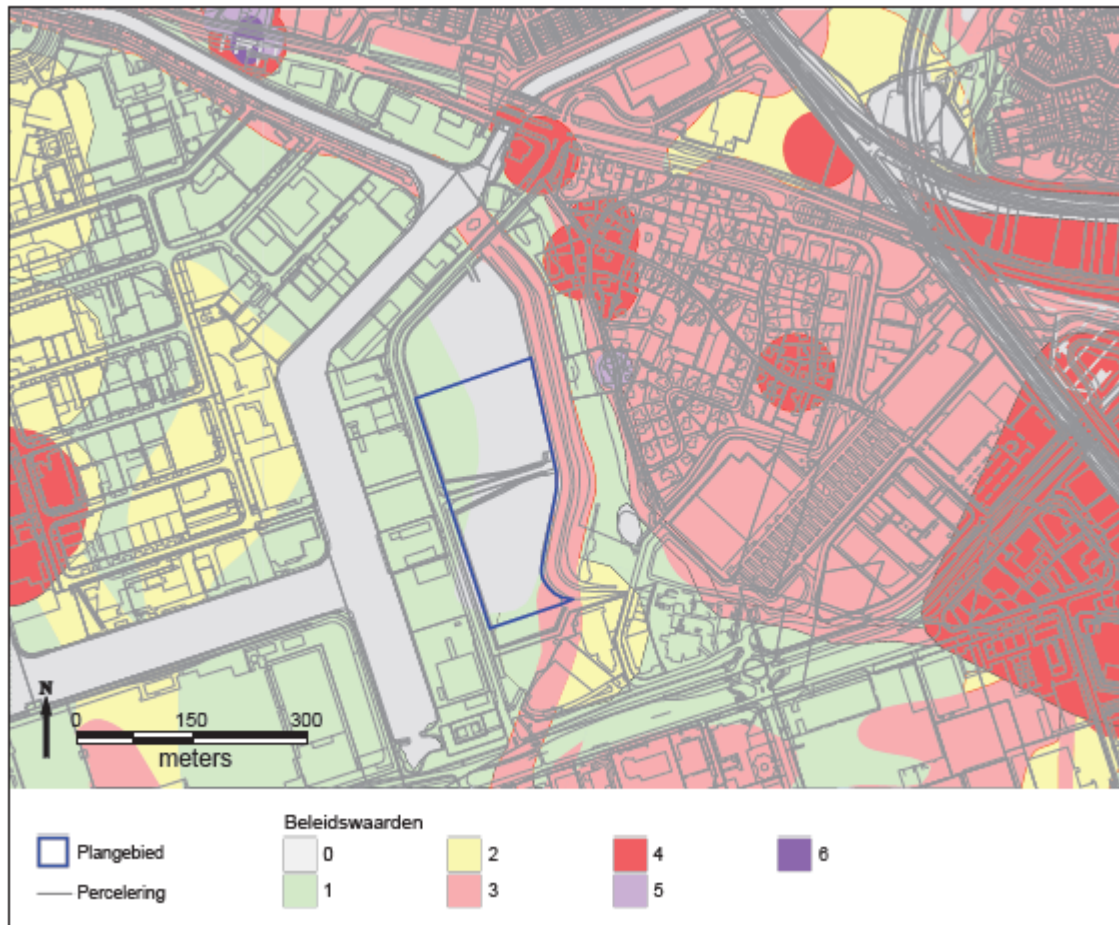 N
0 150 300
meters
Beleidswaarden
Plangebied 0 2 4 6
Percelering 1 3 5